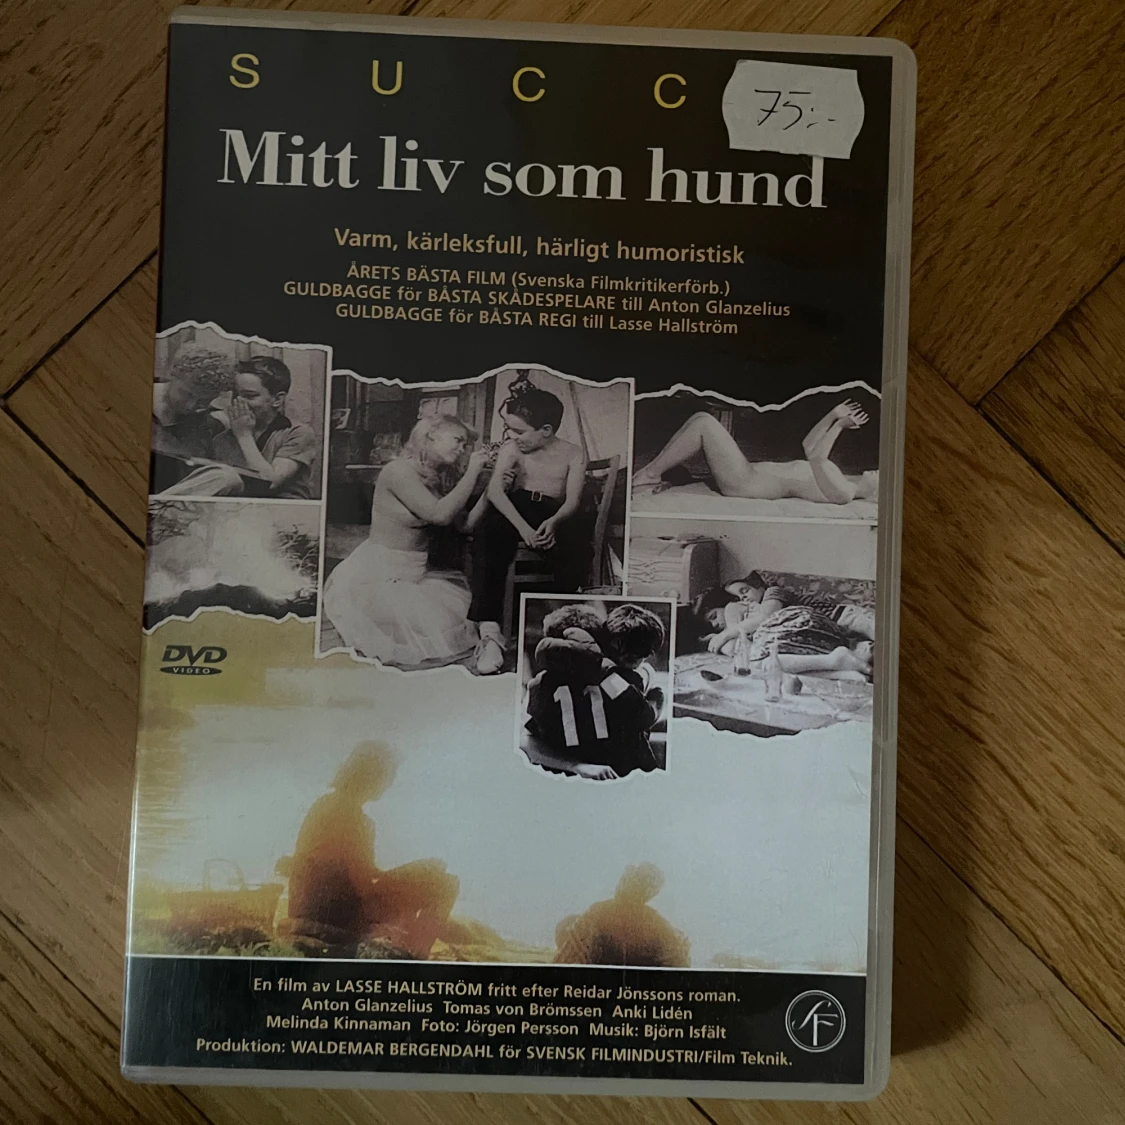 S U C C
75:-
Mitt liv som hund
Varm, kärleksfull, härligt humoristisk
ÅRETS BÄSTA FILM (Svenska Filmkritikerförb.)
GULDBAGGE för BÄSTA SKÅDESPELARE till Anton Glanzelius
GULDBAGGE för BÄSTA REGI till Lasse Hallström
11
DVD
VIDEO
En film av LASSE HALLSTRÖM fritt efter Reidar Jönssons roman.
Anton Glanzelius Tomas von Brömssen Anki Lidén
Melinda Kinnaman Foto: Jörgen Persson Musik: Björn Isfält
Produktion: WALDEMAR BERGENDAHL för SVENSK FILMINDUSTRI/Film Teknik.
SF